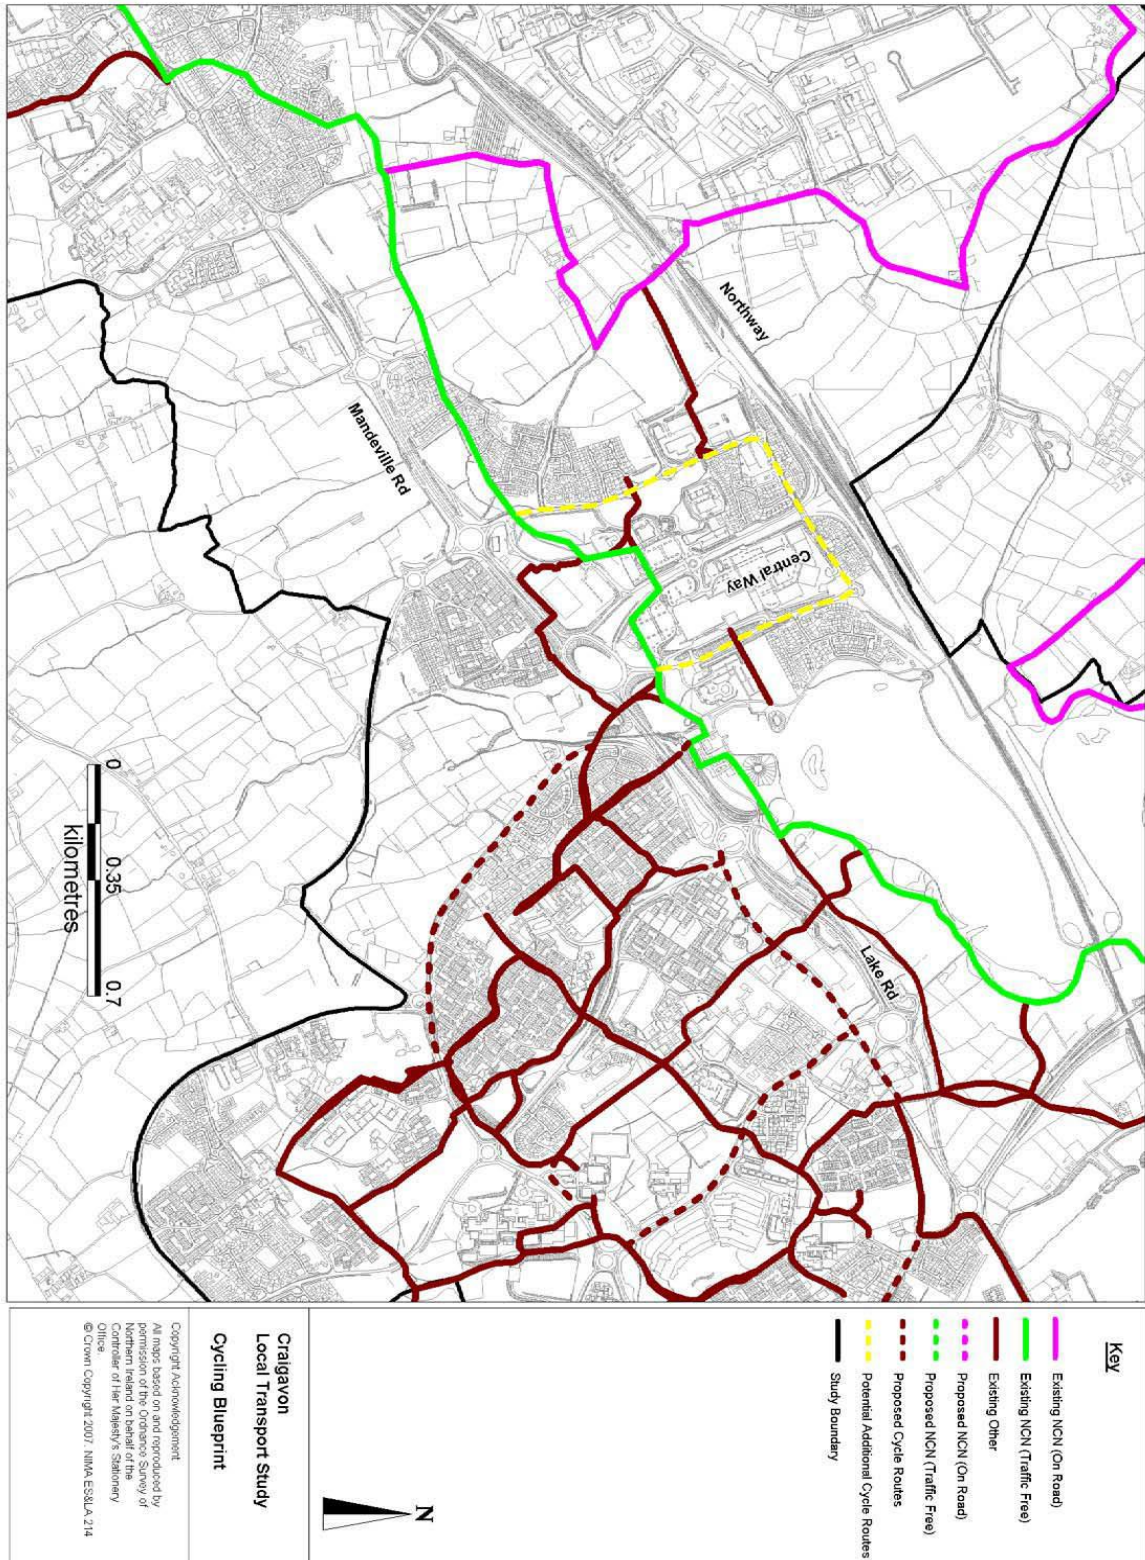 Northway
Central Way
Mandeville Rd
Lake Rd
0
0.35
0.7
kilometres
Key
Existing NCN (On Road)
Existing NCN (Traffic Free)
Existing Other
Proposed NCN (On Road)
Proposed NCN (Traffic Free)
Proposed Cycle Routes
Potential Additional Cycle Routes
Study Boundary
N
Craigavon
Local Transport Study
Cycling Blueprint
Copyright Acknowledgement
All maps based on and reproduced by
permission of the Ordnance Survey of
Northern Ireland on behalf of the
Controller of Her Majesty's Stationery
Office.
© Crown Copyright 2007. NIMA ES&LA 214